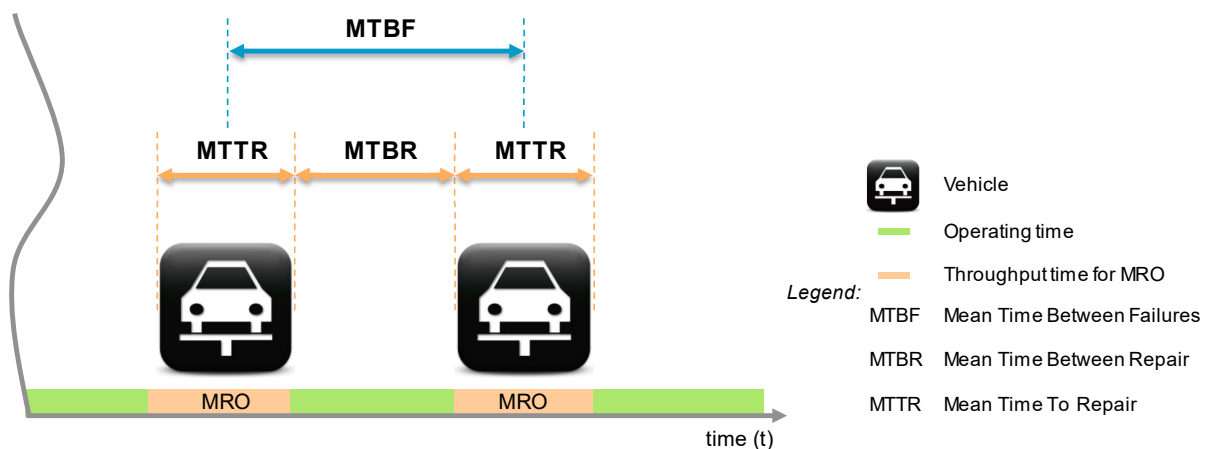 MTBF
MTTR
MTBR
MTTR
MRO
MRO
time (t)
Legend:
Vehicle
Operating time
Throughput time for MRO
MTBF Mean Time Between Failures
MTBR Mean Time Between Repair
MTTR Mean Time To Repair